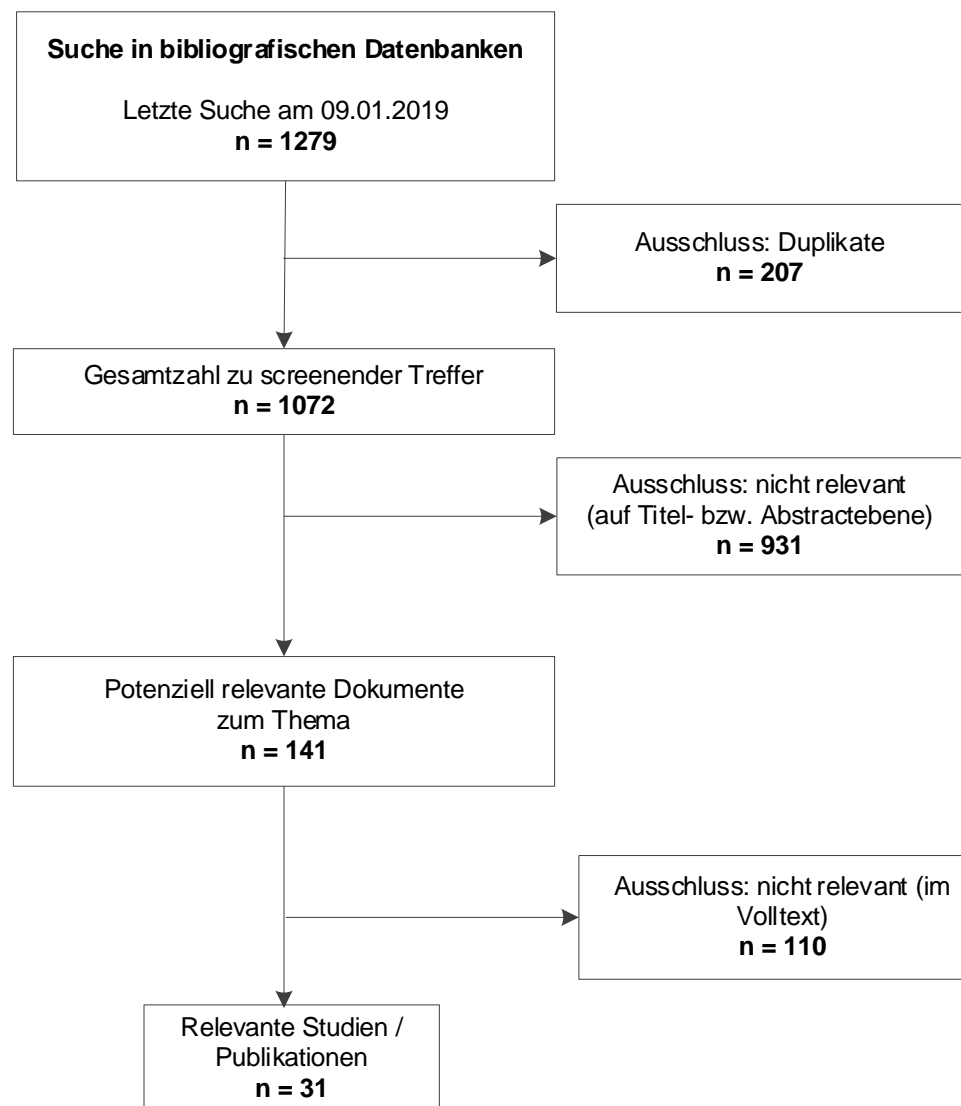 Suche in bibliografischen Datenbanken
Letzte Suche am 09.01.2019
n = 1279
Ausschluss: Duplikate
n = 207
Gesamtzahl zu screenender Treffer
n = 1072
Ausschluss: nicht relevant
(auf Titel- bzw. Abstractebene)
n = 931
Potenziell relevante Dokumente
zum Thema
n = 141
Ausschluss: nicht relevant (im
Volltext)
n = 110
Relevante Studien /
Publikationen
n = 31